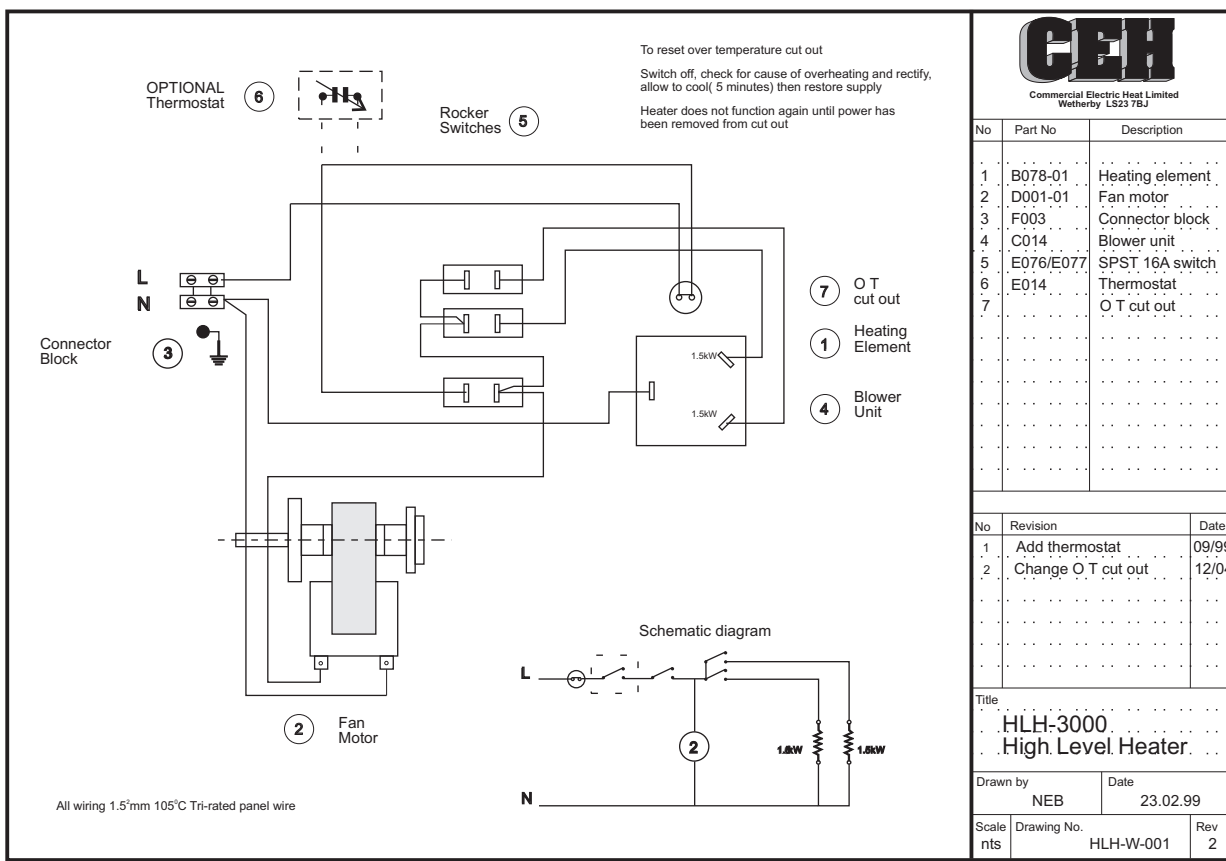 To reset over temperature cut out
Switch off, check for cause of overheating and rectify,
allow to cool( 5 minutes) then restore supply
Heater does not function again until power has
been removed from cut out
OPTIONAL
Thermostat
6
Rocker
Switches
5
L
N
Connector
Block
3
7
O T
cut out
1
Heating
Element
4
Blower
Unit
1.5kW
1.5kW
2
Fan
Motor
Schematic diagram
L
2
1.5kW
1.5kW
N
All wiring 1.5²mm 105°C Tri-rated panel wire
CEH
Commercial Electric Heat Limited
Wetherby LS23 7BJ
No Part No Description
1 B078-01 Heating element
2 D001-01 Fan motor
3 F003 Connector block
4 C014 Blower unit
5 E076/E077 SPST 16A switch
6 E014 Thermostat
7 O T cut out
No Revision Date
1 Add thermostat 09/99
2 Change O T cut out 12/04
Title
HLH-3000
High Level Heater
Drawn by Date
NEB 23.02.99
Scale Drawing No. Rev
nts HLH-W-001 2